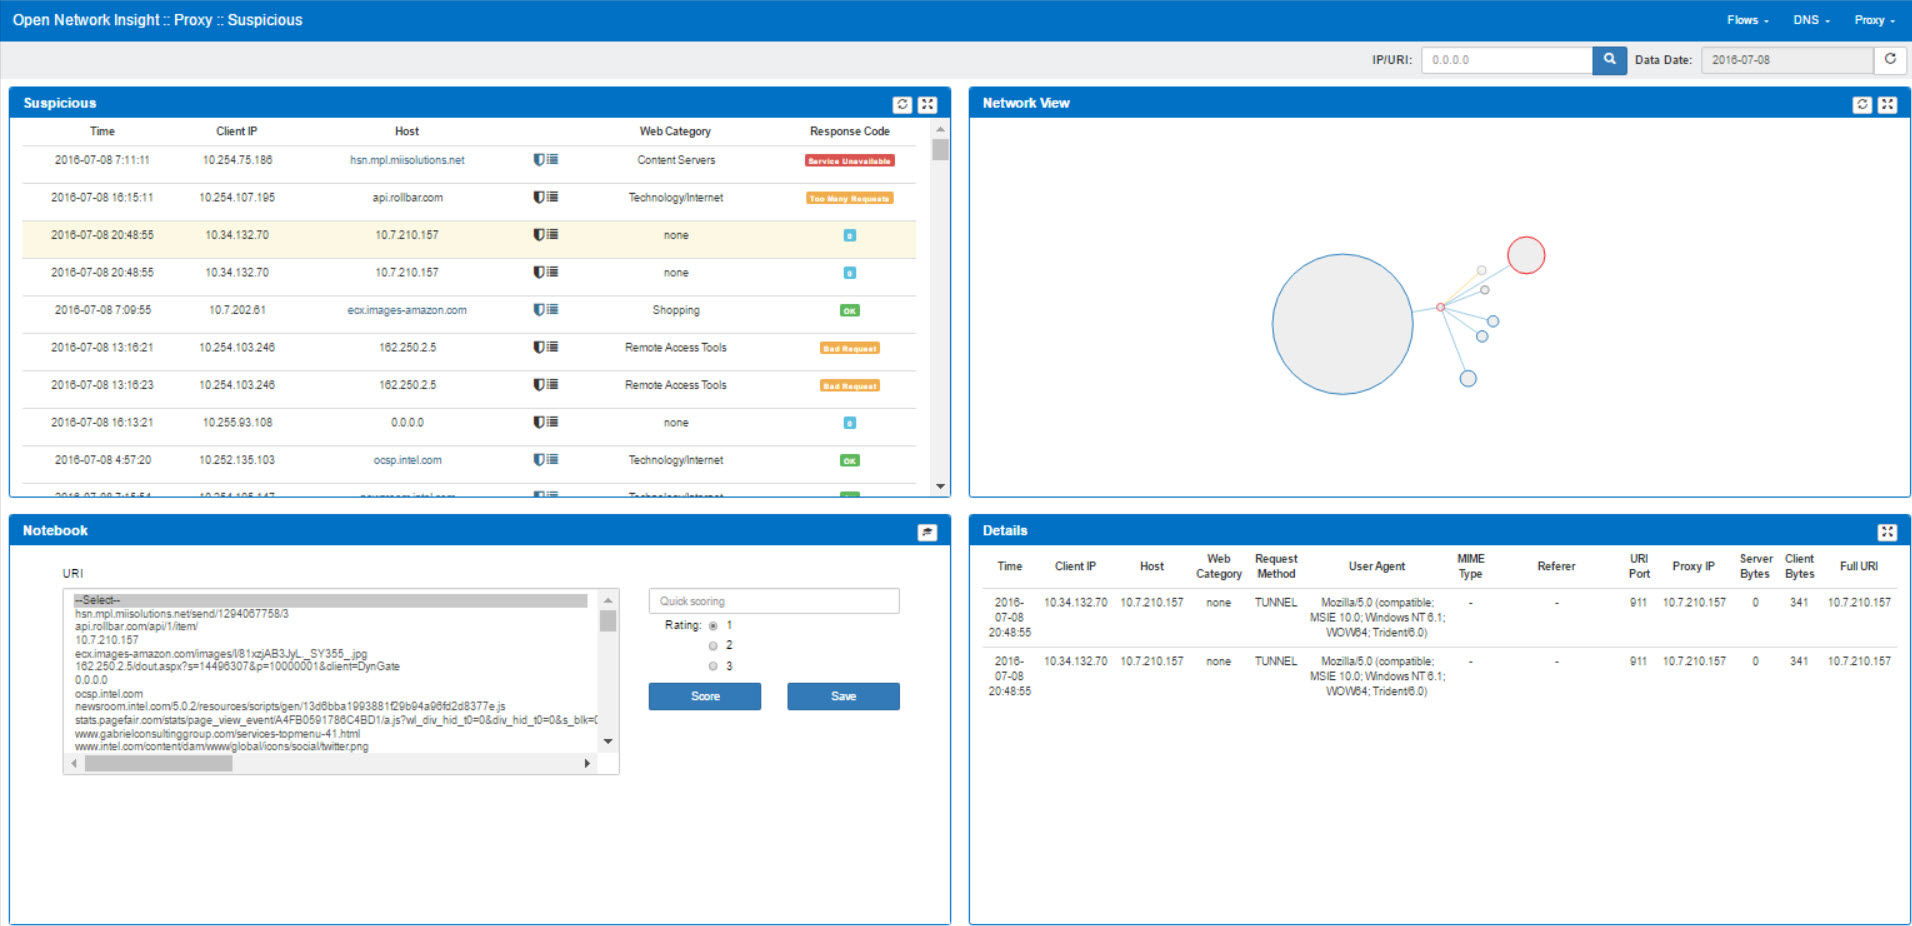 Open Network Insight :: Proxy :: Suspicious
Flows DNS Proxy
IP/URI: 0.0.0.0 Data Date: 2016-07-08
Suspicious
Time Client IP Host Web Category Response Code
2016-07-08 7:11:11 10.254.75.186 hsn.mpl.miisolutions.net Content Servers Service Unavailable
2016-07-08 16:15:11 10.254.107.195 api.rollbar.com Technology/Internet Too Many Requests
2016-07-08 20:48:55 10.34.132.70 10.7.210.157 none 0
2016-07-08 20:48:55 10.34.132.70 10.7.210.157 none 0
2016-07-08 7:09:55 10.7.202.61 ecx.images-amazon.com Shopping OK
2016-07-08 13:16:21 10.254.103.246 162.250.2.5 Remote Access Tools Bad Request
2016-07-08 13:16:23 10.254.103.246 162.250.2.5 Remote Access Tools Bad Request
2016-07-08 16:13:21 10.255.93.108 0.0.0.0 none 0
2016-07-08 4:57:20 10.252.135.103 ocsp.intel.com Technology/Internet OK
2016-07-08 7:15:54 10.254.105.147 newsroom.intel.com Technology/Internet
Network View
Notebook
URI
--Select--
hsn.mpl.miisolutions.net/send/1294067758/3
api.rollbar.com/api/1/item/
10.7.210.157
ecx.images-amazon.com/images/I/81xzjAB3JyL._SY355_.jpg
162.250.2.5/dout.aspx?s=14496307&p=10000001&client=DynGate
0.0.0.0
ocsp.intel.com
newsroom.intel.com/5.0.2/resources/scripts/gen/13d6bba1993881f29b94a96fd2d8377e.js
stats.pagefair.com/stats/page_view_event/A4FB0591786C4BD1/a.js?wl_div_hid_t0=0&div_hid_t0=0&s_blk=0
www.gabrielconsultinggroup.com/services-topmenu-41.html
www.intel.com/content/dam/www/global/icons/social/twitter.png
Quick scoring
Rating: 1
2
3
Score Save
Details
Time Client IP Host Web Category Request Method User Agent MIME Type Referer URI Port Proxy IP Server Bytes Client Bytes Full URI
2016- 10.34.132.70 10.7.210.157 none TUNNEL Mozilla/5.0 (compatible; - - 911 10.7.210.157 0 341 10.7.210.157
07-08 MSIE 10.0; Windows NT 6.1;
20:48:55 WOW64; Trident/6.0)
2016- 10.34.132.70 10.7.210.157 none TUNNEL Mozilla/5.0 (compatible; - - 911 10.7.210.157 0 341 10.7.210.157
07-08 MSIE 10.0; Windows NT 6.1;
20:48:55 WOW64; Trident/6.0)